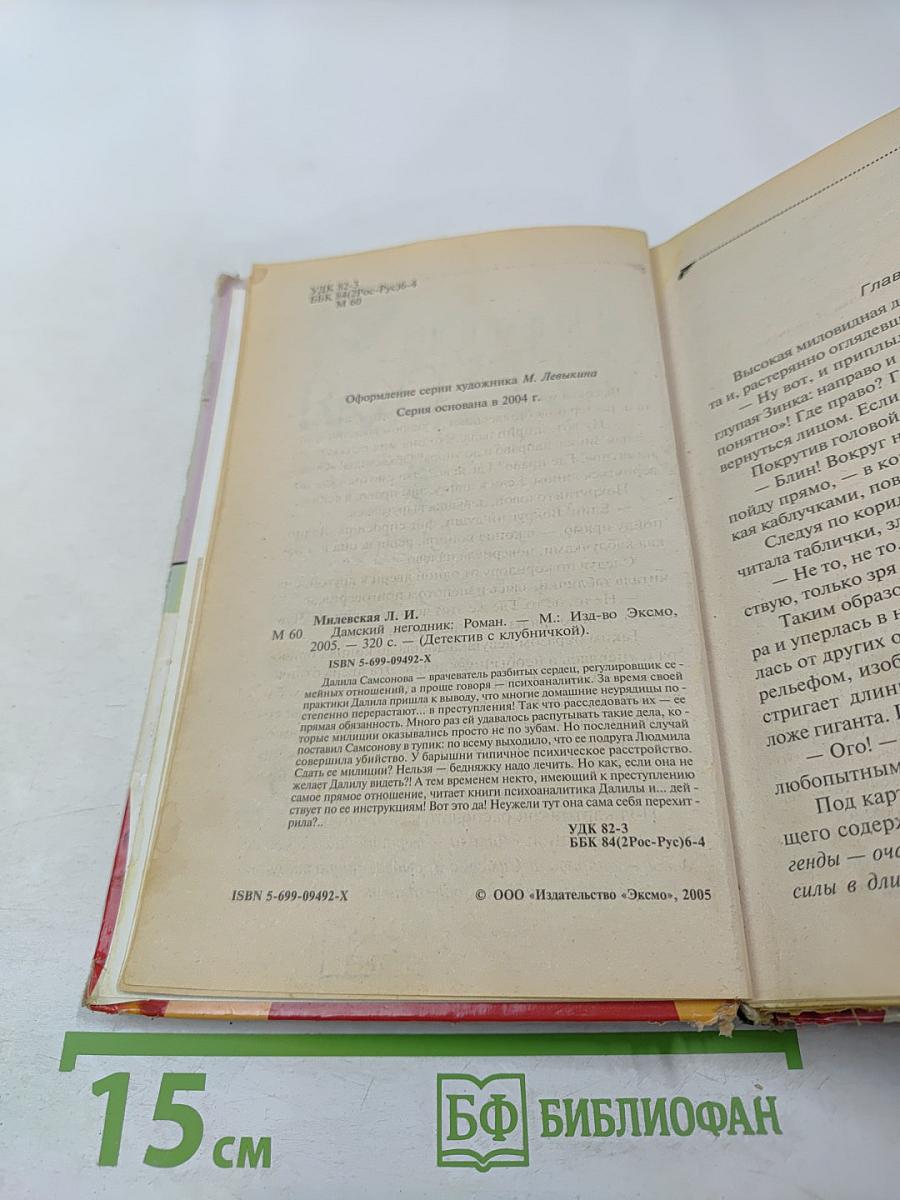 УДК 82-3
ББК 84(2Рос-Рус)6-4
М 60
Оформление серии художника М. Левыкина
Серия основана в 2004 г.
Милевская Л. И.
М 60 Дамский негодник: Роман. — М.: Изд-во Эксмо,
2005. — 320 с. — (Детектив с клубничкой).
ISBN 5-699-09492-X
Далила Самсонова — врачеватель разбитых сердец, регулировщик се-
мейных отношений, а проще говоря — психоаналитик. За время своей
практики Далила пришла к выводу, что многие домашние неурядицы по-
степенно перерастают... в преступления! Так что расследовать их — ее
прямая обязанность. Много раз ей удавалось распутывать такие дела, ко-
торые милиции оказывались просто не по зубам. Но последний случай
поставил Самсонову в тупик: по всему выходило, что ее подруга Людмила
совершила убийство. У барышни типичное психическое расстройство.
Сдать ее милиции? Нельзя — бедняжку надо лечить. Но как, если она не
желает Далилу видеть?! А тем временем некто, имеющий к преступлению
самое прямое отношение, читает книги психоаналитика Далилы и... дей-
ствует по ее инструкциям! Вот это да! Неужели тут она сама себя перехит-
рила?..
УДК 82-3
ББК 84(2Рос-Рус)6-4
ISBN 5-699-09492-X
© ООО «Издательство «Эксмо», 2005
Глав
Высокая миловидная д
та и, растерянно оглядевш
— Ну вот, и приплыл
глупая Зинка: направо и
понятно»! Где право? Г
вернуться лицом. Если
Покрутив головой
— Блин! Вокруг н
пойду прямо, — в ко
кая каблучками, пов
Следуя по корид
читала таблички, зл
— Не то, не то.
ствую, только зря
Таким образо
ра и уперлась в н
лась от других о
рельефом, изоб
стригает длин
ложе гиганта.
— Ого! —
любопытным
Под карт
щего содерж
генды — оча
силы в дли
15 см
БФ БИБЛИОФАН